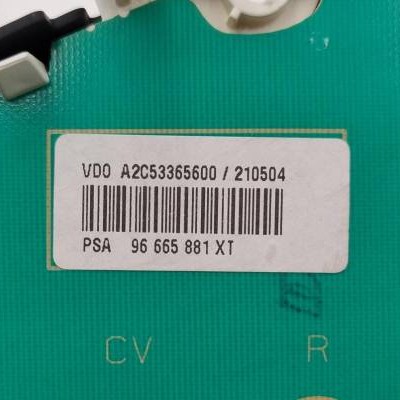 VDO A2C53365600 / 210504
PSA 96 665 881 XT
CV R